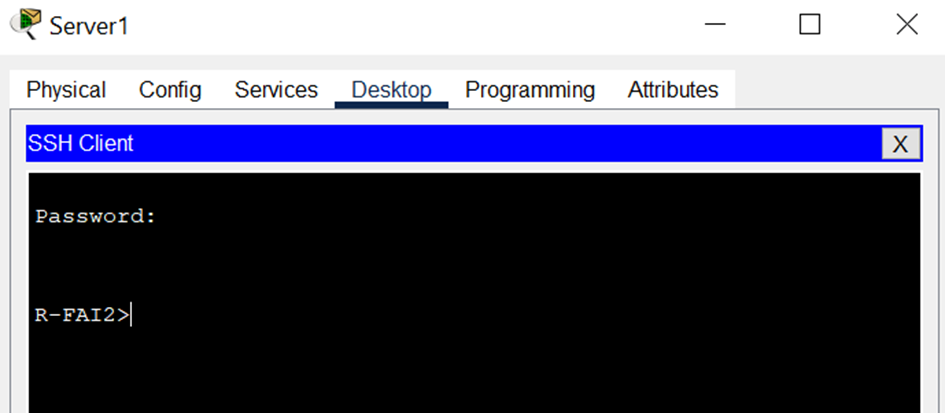 Server1
Physical Config Services Desktop Programming Attributes
SSH Client X
Password:
R-FAI2>